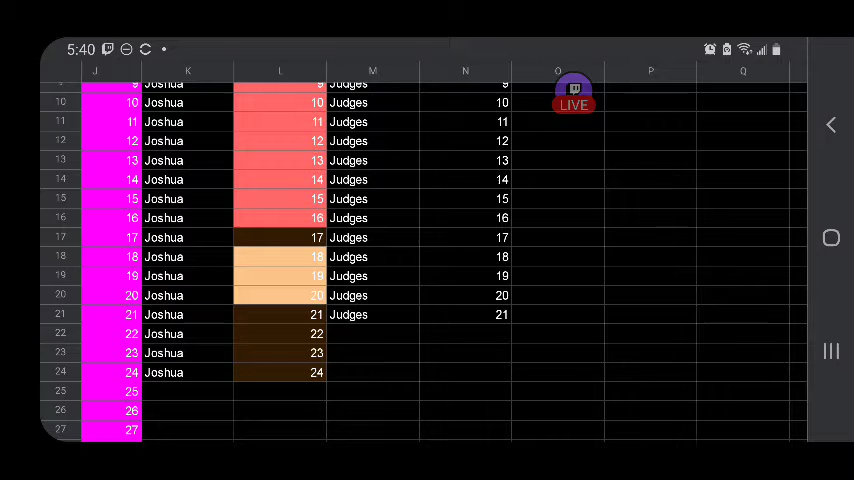 5:40
J K L M N O P Q
9 Joshua 9 Judges 9
LIVE
10 10 Joshua 10 Judges 10
11 11 Joshua 11 Judges 11
12 12 Joshua 12 Judges 12
13 13 Joshua 13 Judges 13
14 14 Joshua 14 Judges 14
15 15 Joshua 15 Judges 15
16 16 Joshua 16 Judges 16
17 17 Joshua 17 Judges 17
18 18 Joshua 18 Judges 18
19 19 Joshua 19 Judges 19
20 20 Joshua 20 Judges 20
21 21 Joshua 21 Judges 21
22 22 Joshua 22
23 23 Joshua 23
24 24 Joshua 24
25 25
26 26
27 27